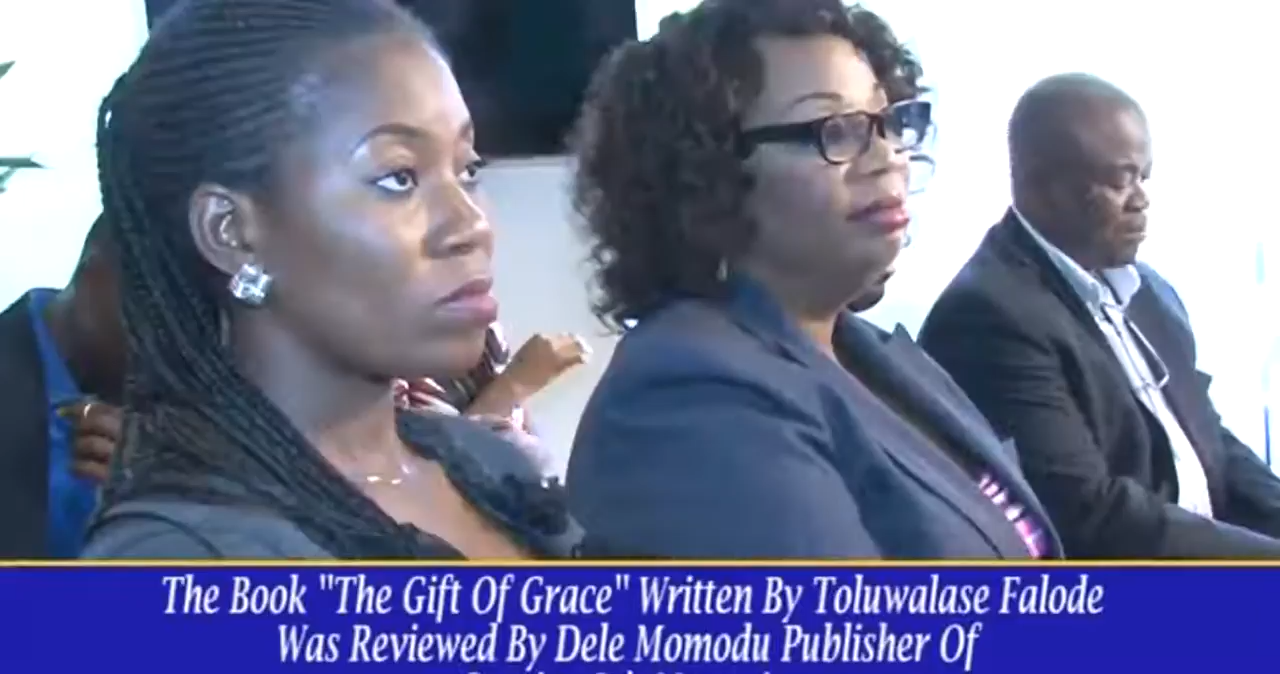 The Book "The Gift Of Grace" Written By Toluwalase Falode
Was Reviewed By Dele Momodu Publisher Of